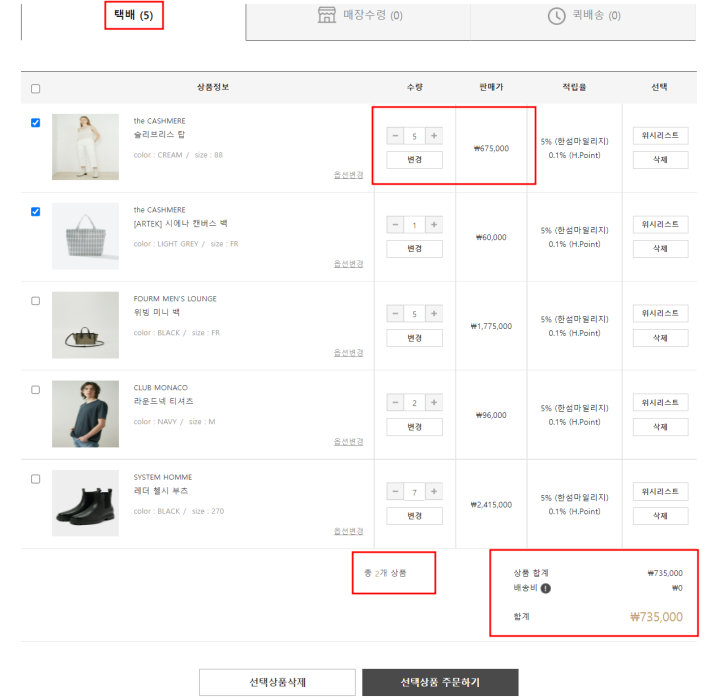 택배 (5)
매장수령 (0)
퀵배송 (0)
상품정보
수량
판매가
적립율
선택
the CASHMERE
슬리브리스 탑
color : CREAM / size : 88
옵션변경
- 5 +
변경
₩675,000
5% (한섬마일리지)
0.1% (H.Point)
위시리스트
삭제
the CASHMERE
[ARTEK] 시에나 캔버스 백
color : LIGHT GREY / size : FR
옵션변경
- 1 +
변경
₩60,000
5% (한섬마일리지)
0.1% (H.Point)
위시리스트
삭제
FOURM MEN'S LOUNGE
위빙 미니 백
color : BLACK / size : FR
옵션변경
- 5 +
변경
₩1,775,000
5% (한섬마일리지)
0.1% (H.Point)
위시리스트
삭제
CLUB MONACO
라운드넥 티셔츠
color : NAVY / size : M
옵션변경
- 2 +
변경
₩96,000
5% (한섬마일리지)
0.1% (H.Point)
위시리스트
삭제
SYSTEM HOMME
레더 첼시 부츠
color : BLACK / size : 270
옵션변경
- 7 +
변경
₩2,415,000
5% (한섬마일리지)
0.1% (H.Point)
위시리스트
삭제
총 2개 상품
상품 합계 ₩735,000
배송비 ! ₩0
합계 ₩735,000
선택상품삭제
선택상품 주문하기